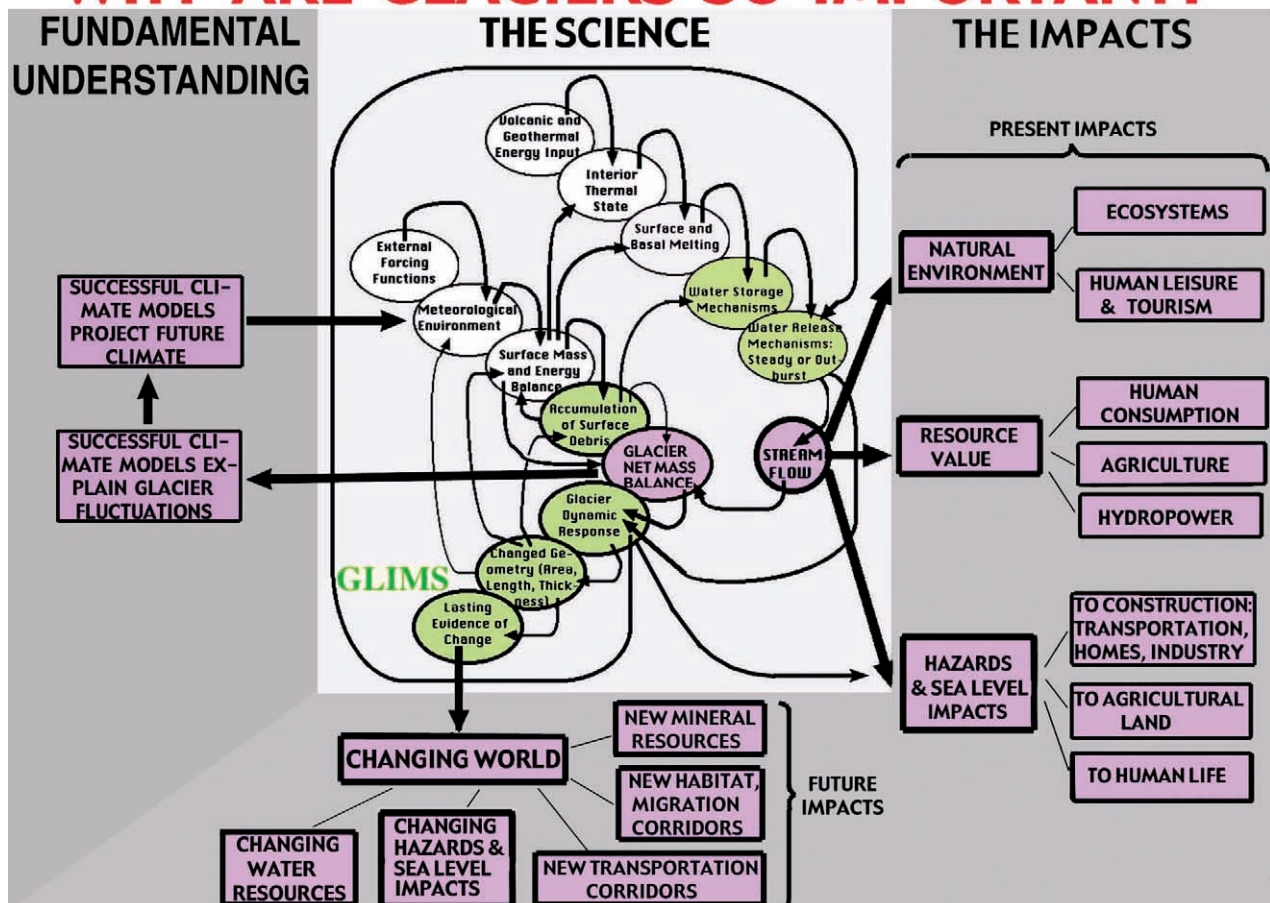 WHY ARE GLACIERS SO IMPORTANT?
FUNDAMENTAL
UNDERSTANDING
THE SCIENCE
THE IMPACTS
SUCCESSFUL CLI-
MATE MODELS
PROJECT FUTURE
CLIMATE
SUCCESSFUL CLI-
MATE MODELS EX-
PLAIN GLACIER
FLUCTUATIONS
Volcanic and
Geothermal
Energy Input
Interior
Thermal
State
Surface and
Basal Melting
External
Forcing
Functions
Water Storage
Mechanisms
Meteorological
Environment
Water Release
Mechanisms:
Steady or Out-
burst
Surface Mass
and Energy
Balance
Accumulation
of Surface
Debris
GLACIER
NET MASS
BALANCE
STREAM
FLOW
Glacier
Dynamic
Response
Changed Ge-
ometry (Area,
Length, Thick-
ness)
GLIMS
Lasting
Evidence of
Change
PRESENT IMPACTS
NATURAL
ENVIRONMENT
ECOSYSTEMS
HUMAN LEISURE
& TOURISM
RESOURCE
VALUE
HUMAN
CONSUMPTION
AGRICULTURE
HYDROPOWER
HAZARDS
& SEA LEVEL
IMPACTS
TO CONSTRUCTION:
TRANSPORTATION,
HOMES, INDUSTRY
TO AGRICULTURAL
LAND
TO HUMAN LIFE
CHANGING WORLD
NEW MINERAL
RESOURCES
NEW HABITAT,
MIGRATION
CORRIDORS
FUTURE
IMPACTS
CHANGING
WATER
RESOURCES
CHANGING
HAZARDS &
SEA LEVEL
IMPACTS
NEW TRANSPORTATION
CORRIDORS